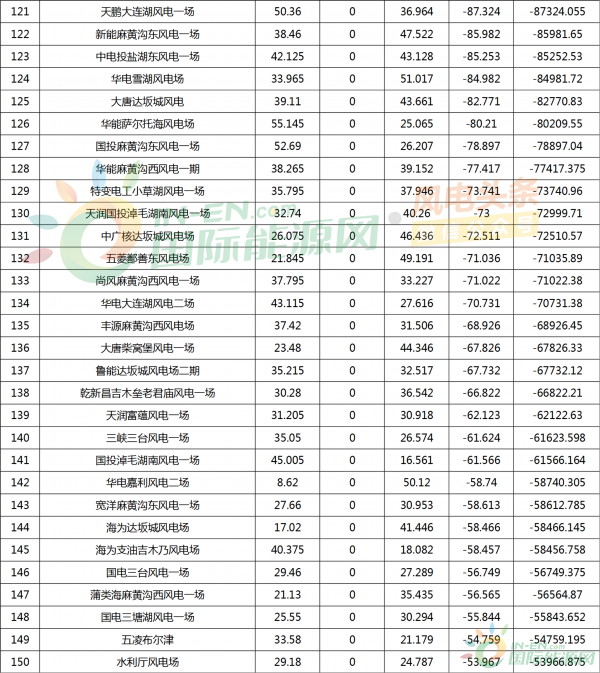 121 天鹏大连湖风电一场 50.36 0 36.964 -87.324 -87324.055
122 新能麻黄沟东风电一场 38.46 0 47.522 -85.982 -85981.65
123 中电投盐湖东风电一场 42.125 0 43.128 -85.253 -85252.53
124 华电雪湖风电场 33.965 0 51.017 -84.982 -84981.72
125 大唐达坂城风电 39.11 0 43.661 -82.771 -82770.83
126 华能萨尔托海风电场 55.145 0 25.065 -80.21 -80209.55
127 国投麻黄沟东风电一场 52.69 0 26.207 -78.897 -78897.04
128 华能麻黄沟西风电一期 38.265 0 39.152 -77.417 -77417.375
129 特变电工小草湖风电一场 35.795 0 37.946 -73.741 -73740.96
130 天润国投淖毛湖南风电一场 32.74 0 40.26 -73 -72999.71
131 中广核达坂城风电场 26.075 0 46.436 -72.511 -72510.57
132 五菱鄯善东风电场 21.845 0 49.191 -71.036 -71035.89
133 尚风麻黄沟西风电一场 37.795 0 33.227 -71.022 -71022.38
134 华电大连湖风电二场 43.115 0 27.616 -70.731 -70731.38
135 丰源麻黄沟西风电场 37.42 0 31.506 -68.926 -68926.45
136 大唐柴窝堡风电一场 23.48 0 44.346 -67.826 -67826.33
137 鲁能达坂城风电场二期 35.215 0 32.517 -67.732 -67732.12
138 乾新昌吉木垒老君庙风电一场 30.28 0 36.542 -66.822 -66822.21
139 天润富蕴风电一场 31.205 0 30.918 -62.123 -62122.63
140 三峡三台风电一场 35.05 0 26.574 -61.624 -61623.598
141 国投淖毛湖南风电一场 45.005 0 16.561 -61.566 -61566.164
142 华电嘉利风电二场 8.62 0 50.12 -58.74 -58740.305
143 宽洋麻黄沟东风电一场 27.66 0 30.953 -58.613 -58612.785
144 海为达坂城风电场 17.02 0 41.446 -58.466 -58466.145
145 海为支油吉木乃风电场 40.375 0 18.082 -58.457 -58456.758
146 国电三台风电一场 29.46 0 27.289 -56.749 -56749.375
147 蒲类海麻黄沟西风电一场 21.13 0 35.435 -56.565 -56564.87
148 国电三塘湖风电一场 25.55 0 30.294 -55.844 -55843.652
149 五凌布尔津 33.58 0 21.179 -54.759 -54759.195
150 水利厅风电场 29.18 0 24.787 -53.967 -53966.875
IN-EN.com
国际能源网
风电头条
IN-EN.com
国际能源网